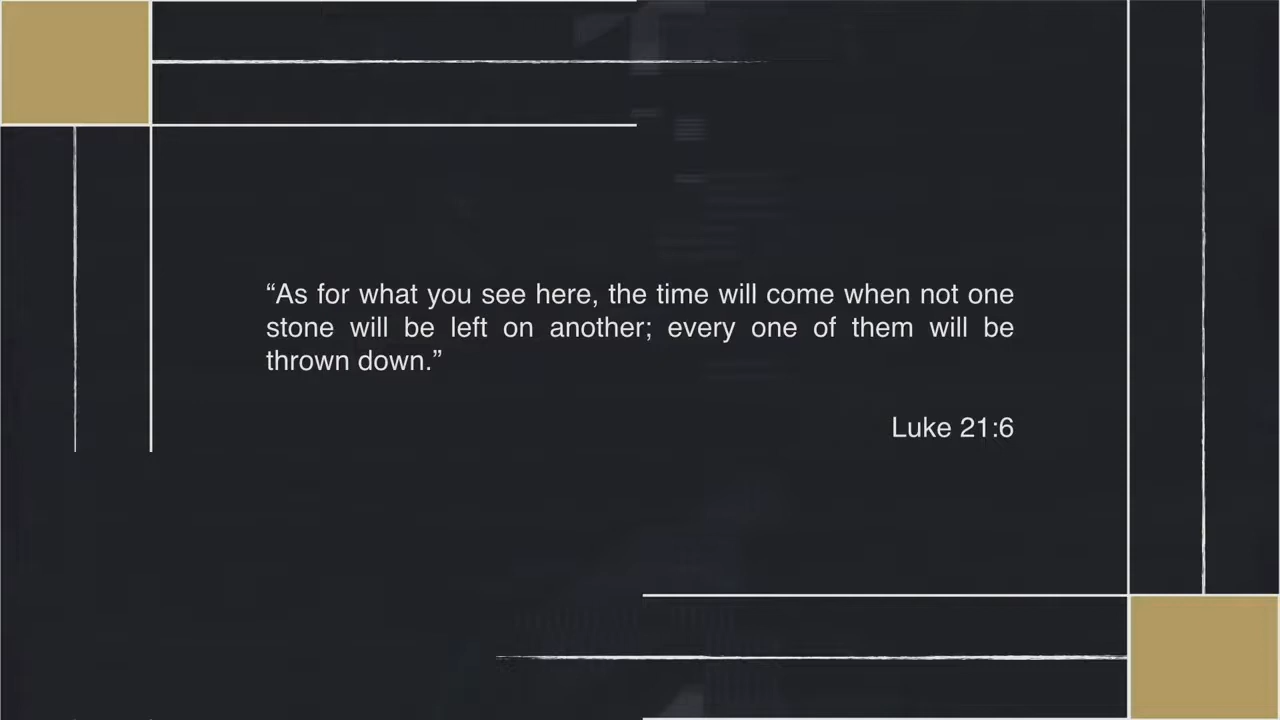 “As for what you see here, the time will come when not one
stone will be left on another; every one of them will be
thrown down.”
Luke 21:6